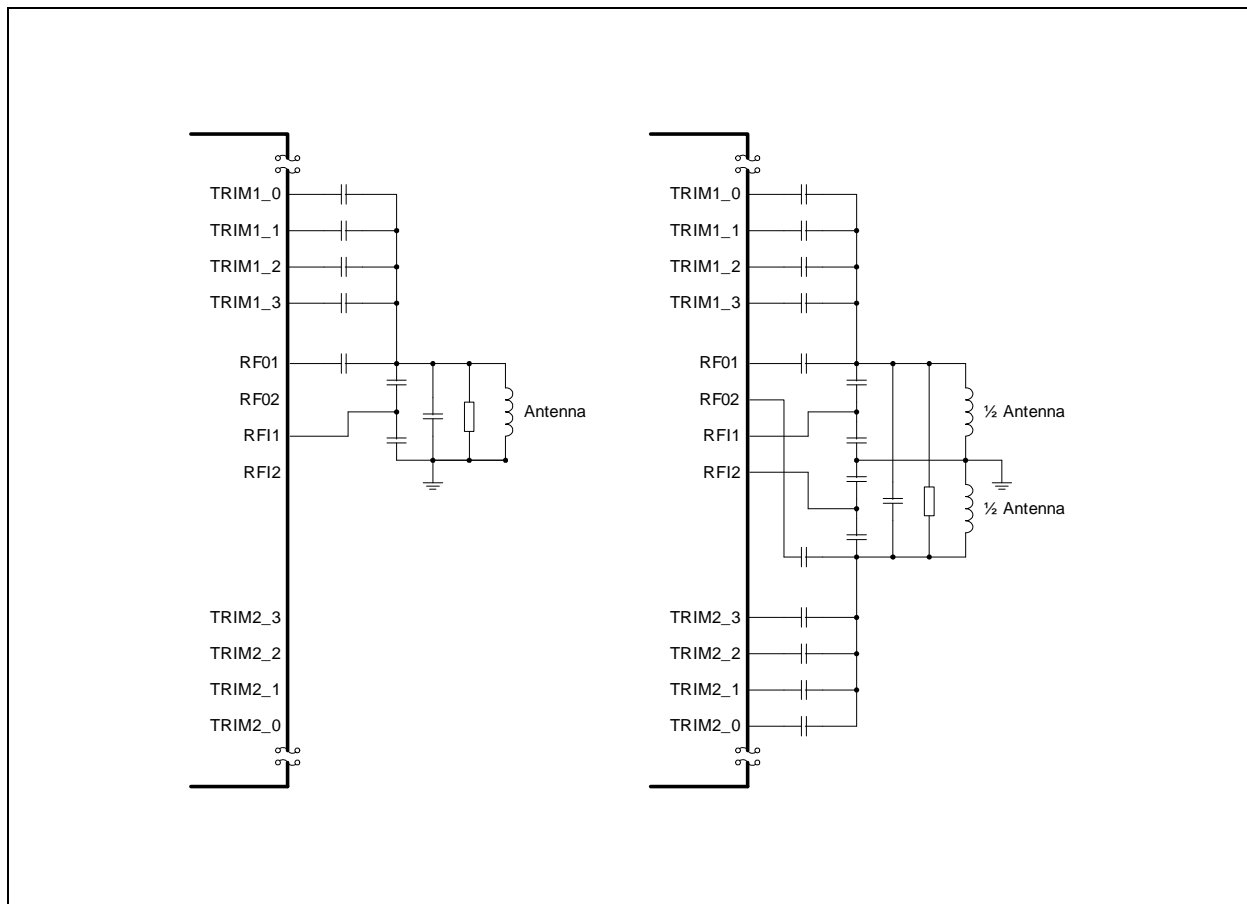 TRIM1_0
TRIM1_1
TRIM1_2
TRIM1_3
RF01
RF02
RFI1
RFI2
Antenna
TRIM2_3
TRIM2_2
TRIM2_1
TRIM2_0
TRIM1_0
TRIM1_1
TRIM1_2
TRIM1_3
RF01
RF02
RFI1
RFI2
½ Antenna
½ Antenna
TRIM2_3
TRIM2_2
TRIM2_1
TRIM2_0